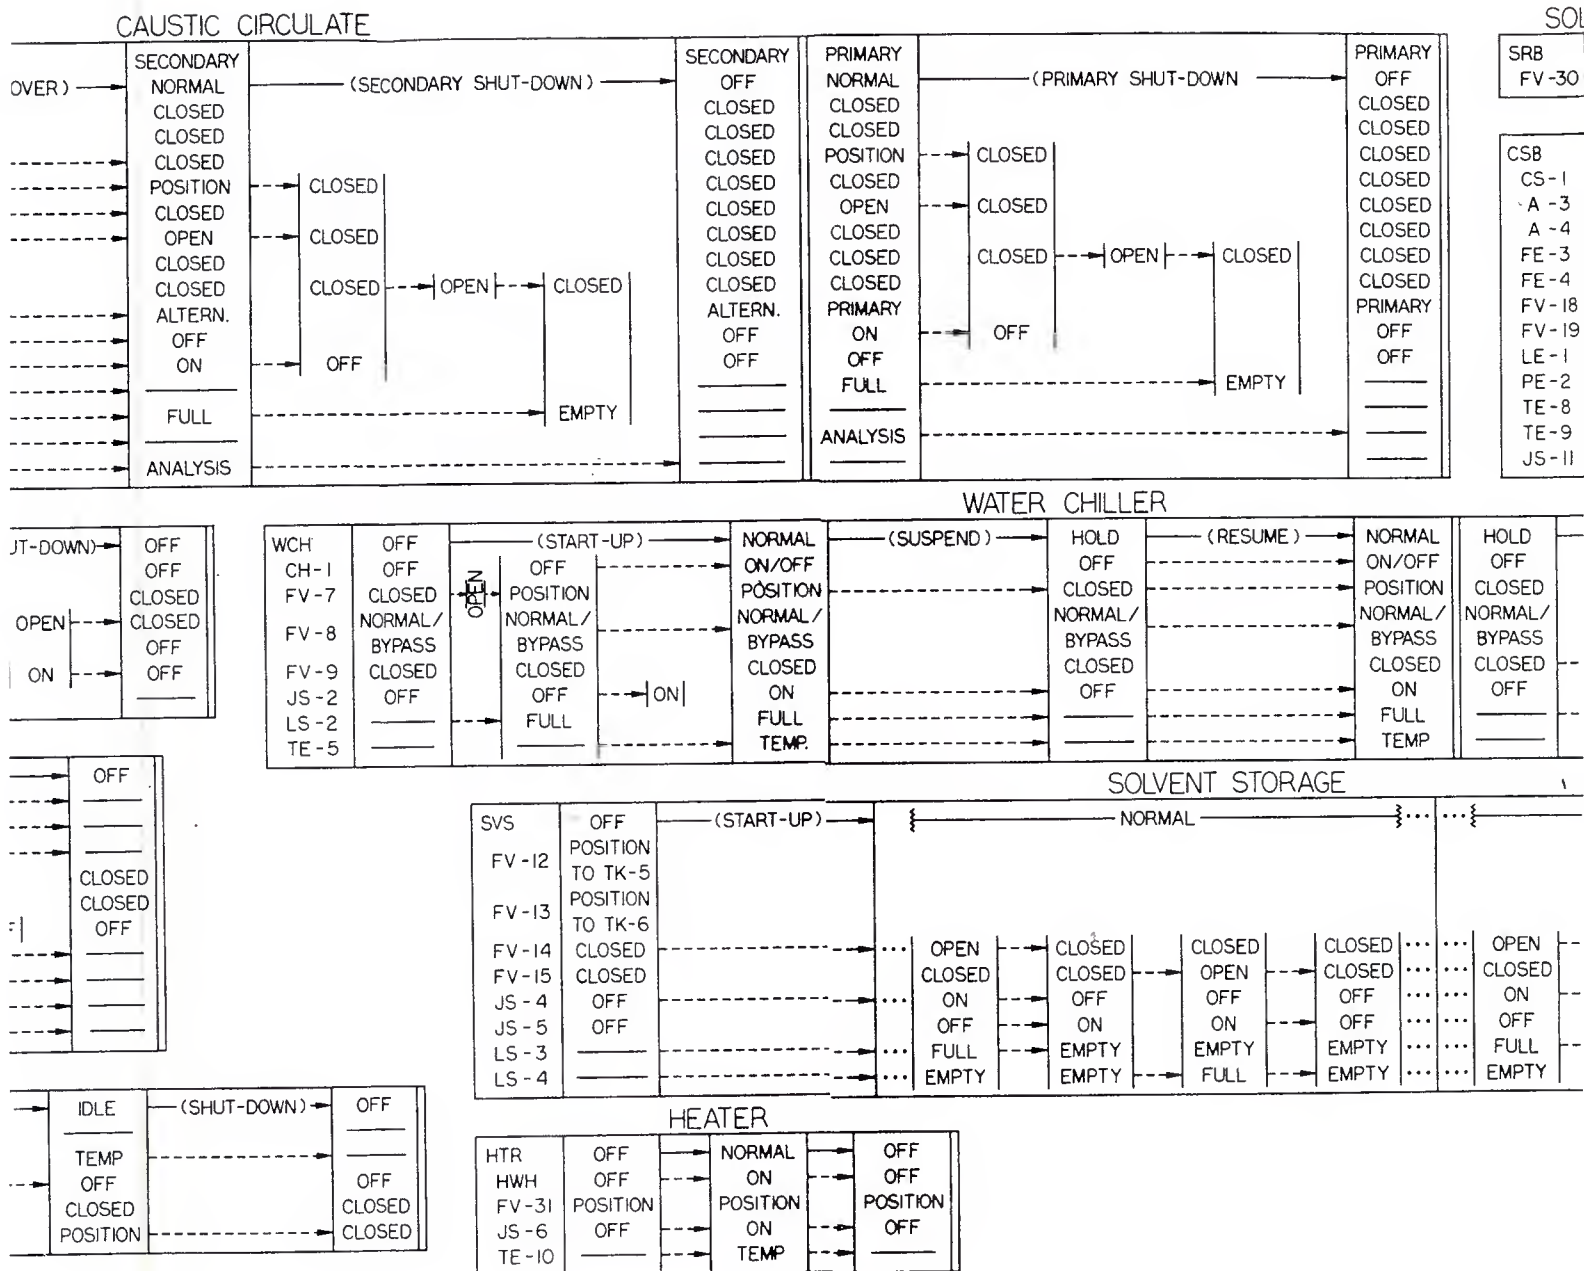 CAUSTIC CIRCULATE
SOL
OVER)
SECONDARY
NORMAL
CLOSED
CLOSED
CLOSED
POSITION
CLOSED
OPEN
CLOSED
CLOSED
ALTERN.
OFF
ON
FULL
ANALYSIS
(SECONDARY SHUT-DOWN)
CLOSED
CLOSED
CLOSED
OFF
OPEN
CLOSED
EMPTY
SECONDARY
OFF
CLOSED
CLOSED
CLOSED
CLOSED
CLOSED
CLOSED
CLOSED
CLOSED
ALTERN.
OFF
OFF
PRIMARY
NORMAL
CLOSED
CLOSED
POSITION
CLOSED
OPEN
CLOSED
CLOSED
CLOSED
PRIMARY
ON
OFF
FULL
ANALYSIS
(PRIMARY SHUT-DOWN
CLOSED
CLOSED
CLOSED
OFF
OPEN
CLOSED
EMPTY
PRIMARY
OFF
CLOSED
CLOSED
CLOSED
CLOSED
CLOSED
CLOSED
CLOSED
CLOSED
PRIMARY
OFF
OFF
SRB
FV-30
CSB
CS-1
A-3
A-4
FE-3
FE-4
FV-18
FV-19
LE-1
PE-2
TE-8
TE-9
JS-11
UT-DOWN)
OPEN
ON
OFF
OFF
CLOSED
CLOSED
OFF
OFF
WATER CHILLER
WCH
CH-1
FV-7
FV-8
FV-9
JS-2
LS-2
TE-5
OFF
OFF
CLOSED
NORMAL/
BYPASS
CLOSED
OFF
(START-UP)
OPEN
OFF
POSITION
NORMAL/
BYPASS
CLOSED
OFF
FULL
ON
NORMAL
ON/OFF
POSITION
NORMAL/
BYPASS
CLOSED
ON
FULL
TEMP.
(SUSPEND)
HOLD
OFF
CLOSED
NORMAL/
BYPASS
CLOSED
OFF
(RESUME)
NORMAL
ON/OFF
POSITION
NORMAL/
BYPASS
CLOSED
ON
FULL
TEMP
HOLD
OFF
CLOSED
NORMAL/
BYPASS
CLOSED
OFF
OFF
CLOSED
CLOSED
OFF
SOLVENT STORAGE
SVS
FV-12
FV-13
FV-14
FV-15
JS-4
JS-5
LS-3
LS-4
OFF
POSITION
TO TK-5
POSITION
TO TK-6
CLOSED
CLOSED
OFF
OFF
(START-UP)
NORMAL
OPEN
CLOSED
ON
OFF
FULL
EMPTY
CLOSED
CLOSED
OFF
ON
EMPTY
EMPTY
CLOSED
OPEN
OFF
ON
EMPTY
FULL
CLOSED
CLOSED
OFF
OFF
EMPTY
EMPTY
OPEN
CLOSED
ON
OFF
FULL
EMPTY
IDLE
TEMP
OFF
CLOSED
POSITION
(SHUT-DOWN)
OFF
OFF
CLOSED
CLOSED
HEATER
HTR
HWH
FV-31
JS-6
TE-10
OFF
OFF
POSITION
OFF
NORMAL
ON
POSITION
ON
TEMP
OFF
OFF
POSITION
OFF